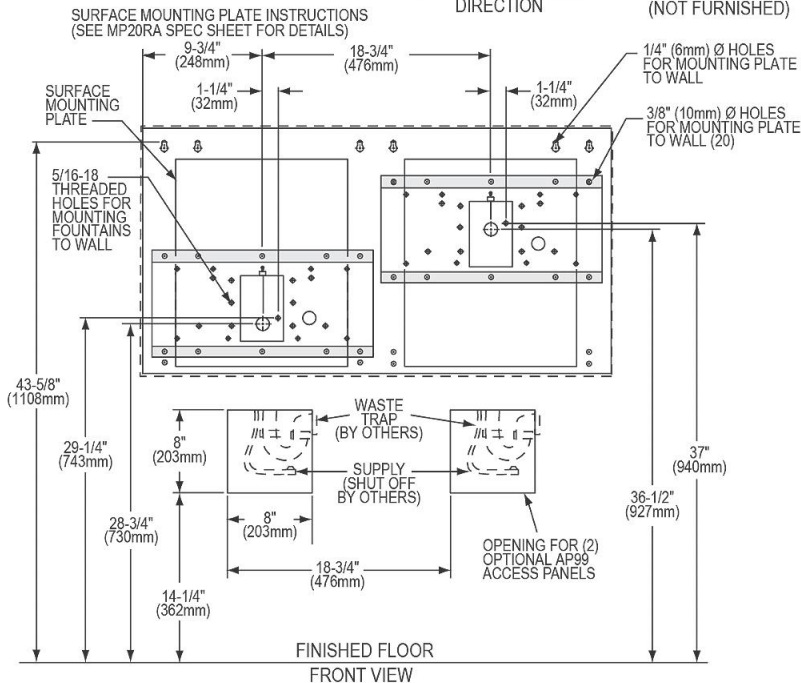 DIRECTION
(NOT FURNISHED)
SURFACE MOUNTING PLATE INSTRUCTIONS
(SEE MP20RA SPEC SHEET FOR DETAILS)
9-3/4"
(248mm)
18-3/4"
(476mm)
1-1/4"
(32mm)
1-1/4"
(32mm)
1/4" (6mm) Ø HOLES
FOR MOUNTING PLATE
TO WALL
SURFACE
MOUNTING
PLATE
3/8" (10mm) Ø HOLES
FOR MOUNTING PLATE
TO WALL (20)
5/16-18
THREADED
HOLES FOR
MOUNTING
FOUNTAINS
TO WALL
43-5/8"
(1108mm)
29-1/4"
(743mm)
28-3/4"
(730mm)
8"
(203mm)
WASTE
TRAP
(BY OTHERS)
SUPPLY
(SHUT OFF
BY OTHERS)
37"
(940mm)
36-1/2"
(927mm)
8"
(203mm)
18-3/4"
(476mm)
14-1/4"
(362mm)
OPENING FOR (2)
OPTIONAL AP99
ACCESS PANELS
FINISHED FLOOR
FRONT VIEW